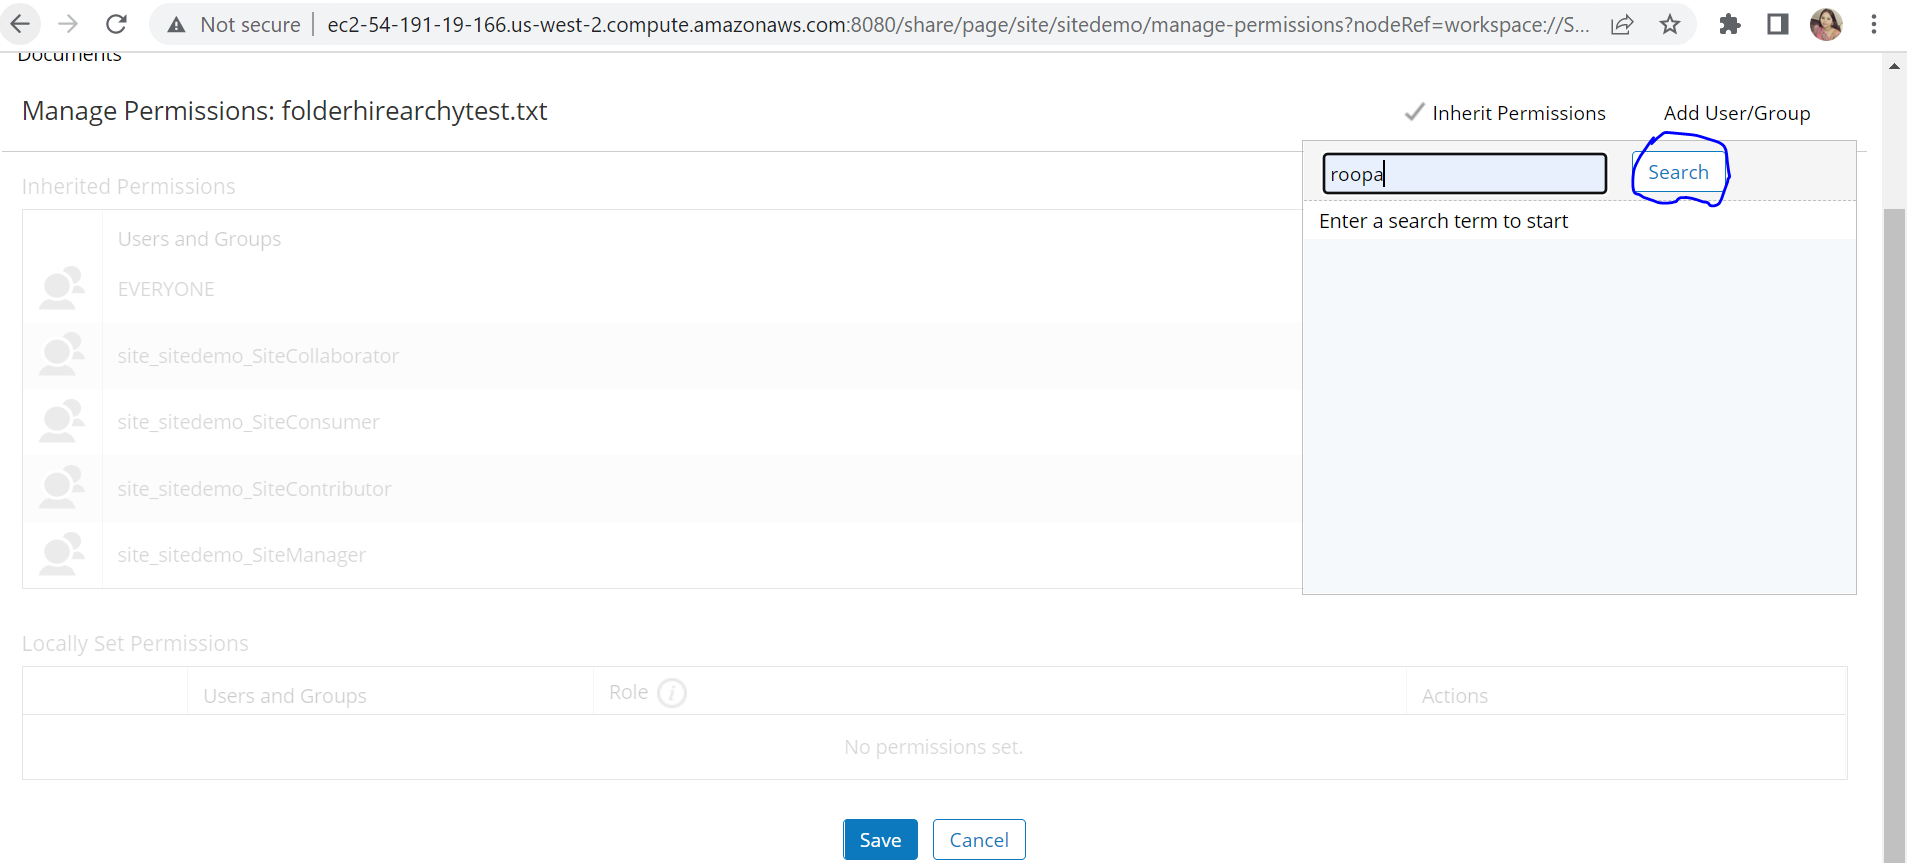 Not secure | ec2-54-191-19-166.us-west-2.compute.amazonaws.com:8080/share/page/site/sitedemo/manage-permissions?nodeRef=workspace://S...
Documents
Manage Permissions: folderhirearchytest.txt
Inherit Permissions
Add User/Group
roopa
Search
Enter a search term to start
Inherited Permissions
Users and Groups
EVERYONE
site_sitedemo_SiteCollaborator
site_sitedemo_SiteConsumer
site_sitedemo_SiteContributor
site_sitedemo_SiteManager
Locally Set Permissions
Users and Groups
Role
i
Actions
No permissions set.
Save
Cancel